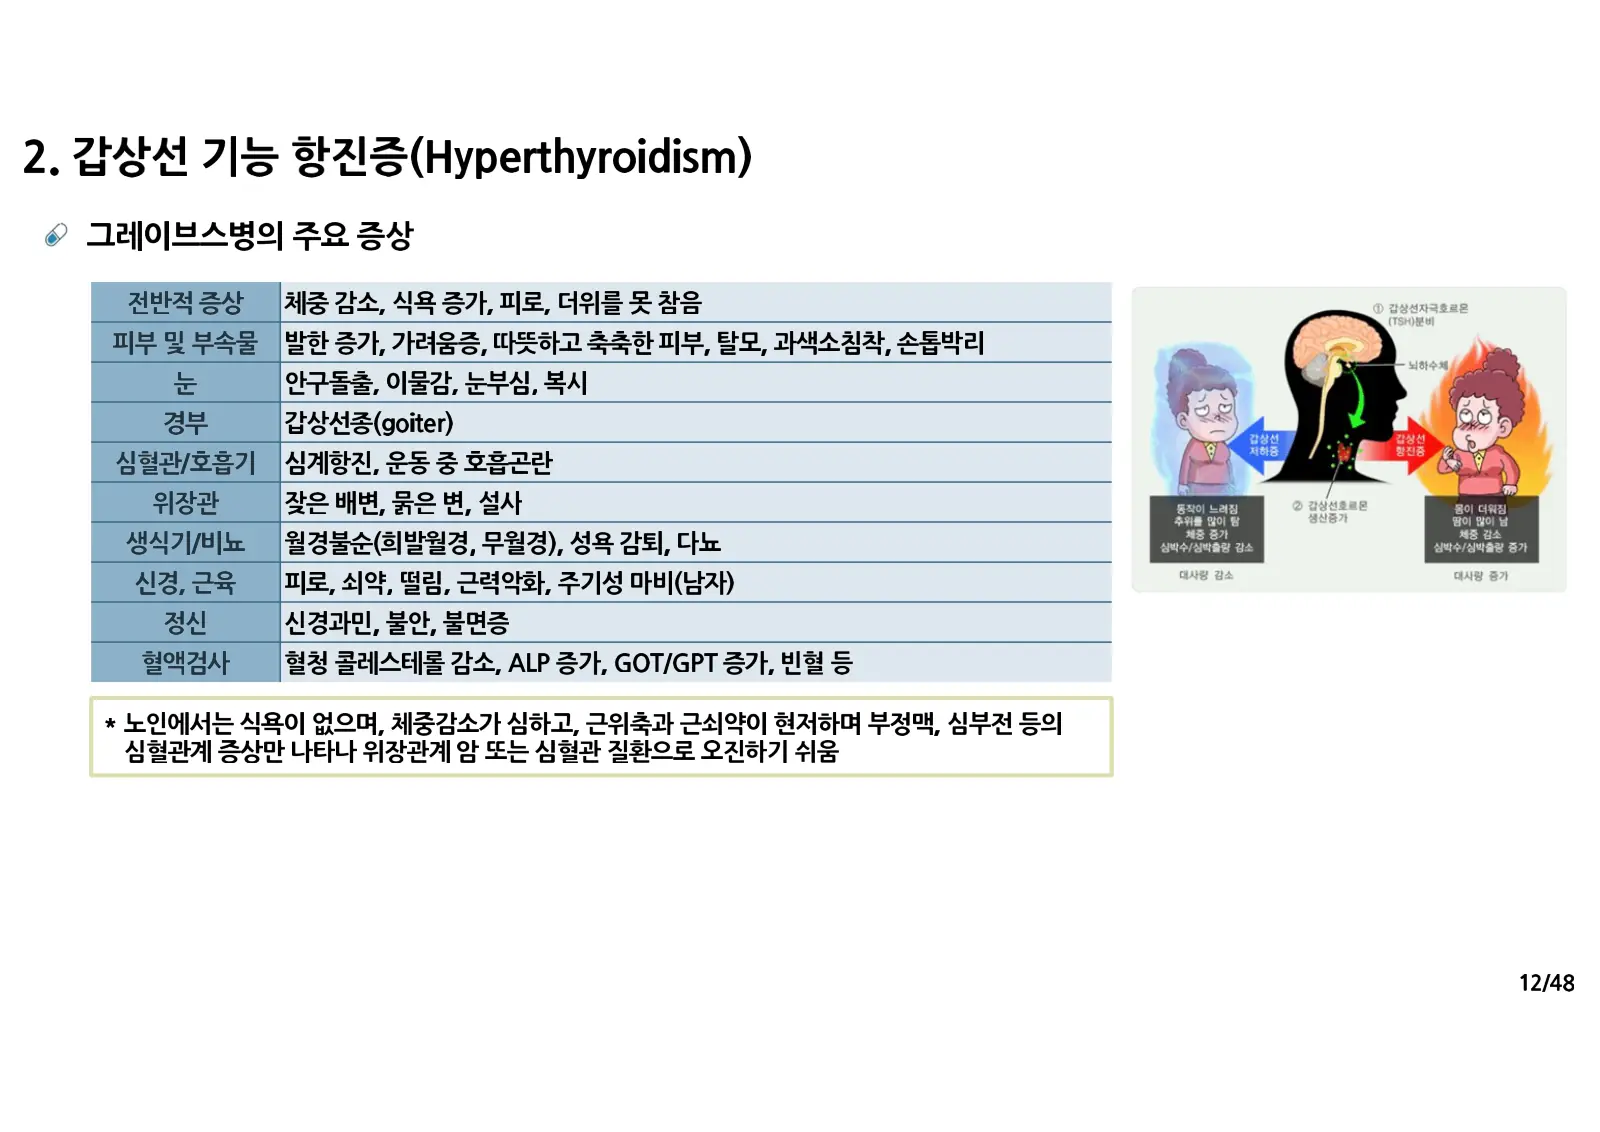 2. 갑상선 기능 항진증(Hyperthyroidism)
그레이브스병의 주요 증상
전반적 증상 체중 감소, 식욕 증가, 피로, 더위를 못 참음
피부 및 부속물 발한 증가, 가려움증, 따뜻하고 축축한 피부, 탈모, 과색소침착, 손톱박리
눈 안구돌출, 이물감, 눈부심, 복시
경부 갑상선종(goiter)
심혈관/호흡기 심계항진, 운동 중 호흡곤란
위장관 잦은 배변, 묽은 변, 설사
생식기/비뇨 월경불순(희발월경, 무월경), 성욕 감퇴, 다뇨
신경, 근육 피로, 쇠약, 떨림, 근력악화, 주기성 마비(남자)
정신 신경과민, 불안, 불면증
혈액검사 혈청 콜레스테롤 감소, ALP 증가, GOT/GPT 증가, 빈혈 등
* 노인에서는 식욕이 없으며, 체중감소가 심하고, 근위축과 근쇠약이 현저하며 부정맥, 심부전 등의
심혈관계 증상만 나타나 위장관계 암 또는 심혈관 질환으로 오진하기 쉬움
① 갑상선자극호르몬
(TSH)분비
뇌하수체
갑상선
저하증
갑상선
항진증
② 갑상선호르몬
생산증가
동작이 느려짐
추위를 많이 탐
체중 증가
심박수/심박출량 감소
대사량 감소
몸이 더워짐
땀이 많이 남
체중 감소
심박수/심박출량 증가
대사량 증가
12/48